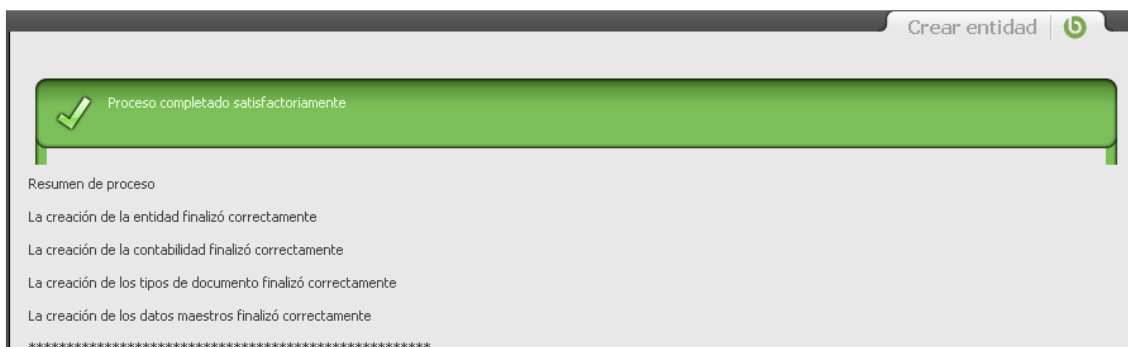 Crear entidad
Proceso completado satisfactoriamente
Resumen de proceso
La creación de la entidad finalizó correctamente
La creación de la contabilidad finalizó correctamente
La creación de los tipos de documento finalizó correctamente
La creación de los datos maestros finalizó correctamente
******************************************************